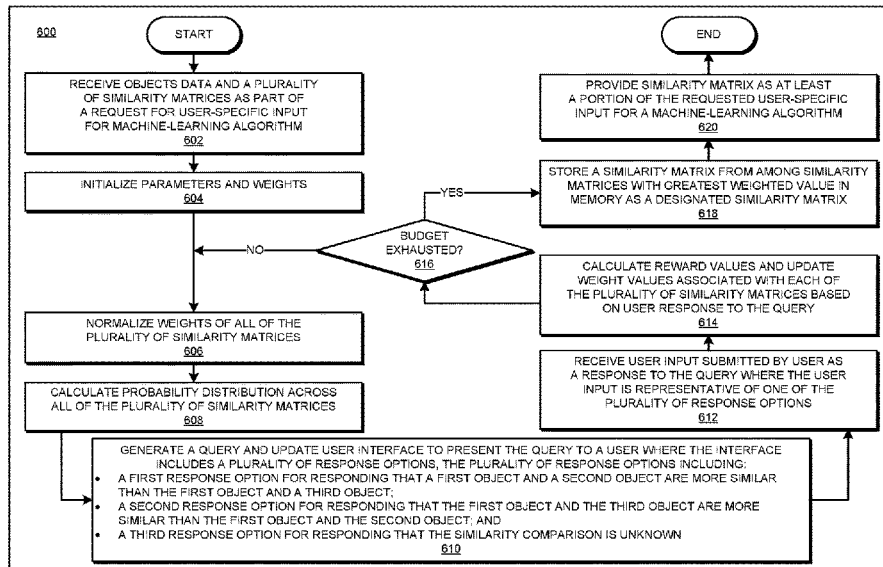 600
START
RECEIVE OBJECTS DATA AND A PLURALITY
OF SIMILARITY MATRICES AS PART OF
A REQUEST FOR USER-SPECIFIC INPUT
FOR MACHINE-LEARNING ALGORITHM
602
INITIALIZE PARAMETERS AND WEIGHTS
604
NORMALIZE WEIGHTS OF ALL OF THE
PLURALITY OF SIMILARITY MATRICES
606
CALCULATE PROBABILITY DISTRIBUTION ACROSS
ALL OF THE PLURALITY OF SIMILARITY MATRICES
608
GENERATE A QUERY AND UPDATE USER INTERFACE TO PRESENT THE QUERY TO A USER WHERE THE INTERFACE
INCLUDES A PLURALITY OF RESPONSE OPTIONS, THE PLURALITY OF RESPONSE OPTIONS INCLUDING:
• A FIRST RESPONSE OPTION FOR RESPONDING THAT A FIRST OBJECT AND A SECOND OBJECT ARE MORE SIMILAR
THAN THE FIRST OBJECT AND A THIRD OBJECT;
• A SECOND RESPONSE OPTION FOR RESPONDING THAT THE FIRST OBJECT AND THE THIRD OBJECT ARE MORE
SIMILAR THAN THE FIRST OBJECT AND THE SECOND OBJECT; AND
• A THIRD RESPONSE OPTION FOR RESPONDING THAT THE SIMILARITY COMPARISON IS UNKNOWN
610
RECEIVE USER INPUT SUBMITTED BY USER AS
A RESPONSE TO THE QUERY WHERE THE USER
INPUT IS REPRESENTATIVE OF ONE OF THE
PLURALITY OF RESPONSE OPTIONS
612
CALCULATE REWARD VALUES AND UPDATE
WEIGHT VALUES ASSOCIATED WITH EACH OF
THE PLURALITY OF SIMILARITY MATRICES BASED
ON USER RESPONSE TO THE QUERY
614
BUDGET
EXHAUSTED?
616
NO
YES
STORE A SIMILARITY MATRIX FROM AMONG SIMILARITY
MATRICES WITH GREATEST WEIGHTED VALUE IN
MEMORY AS A DESIGNATED SIMILARITY MATRIX
618
PROVIDE SIMILARITY MATRIX AS AT LEAST
A PORTION OF THE REQUESTED USER-SPECIFIC
INPUT FOR A MACHINE-LEARNING ALGORITHM
620
END